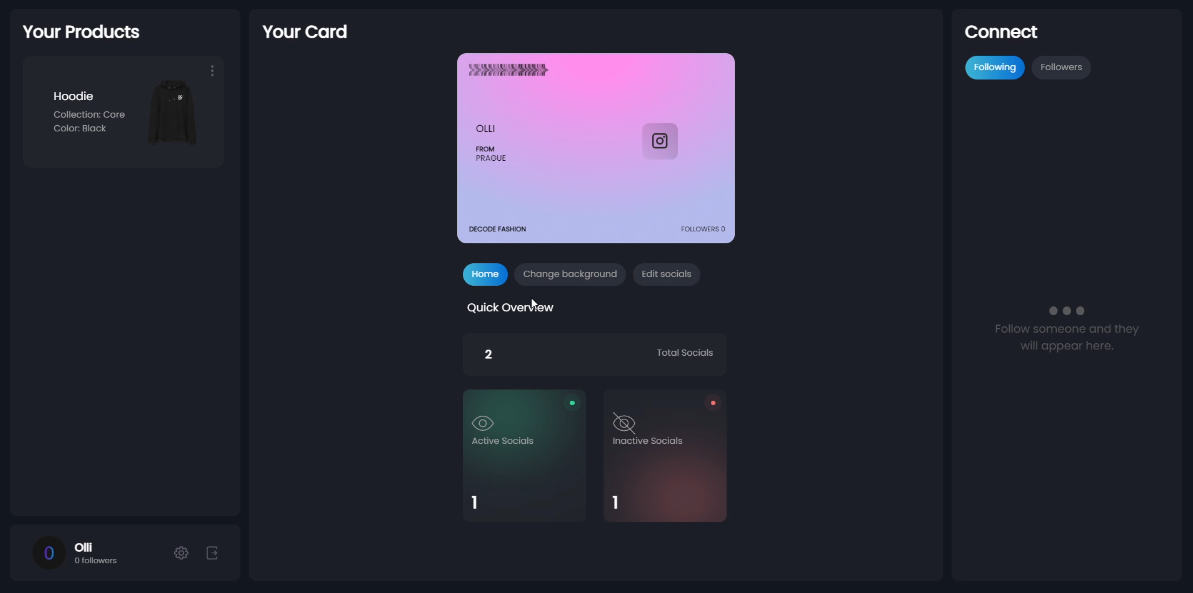 Your Products
Hoodie
Collection: Core
Color: Black
0
Olli
0 followers
Your Card
OLLI
FROM
PRAGUE
DECODE FASHION
FOLLOWERS 0
Home
Change background
Edit socials
Quick Overview
2
Total Socials
Active Socials
1
Inactive Socials
1
Connect
Following
Followers
Follow someone and they
will appear here.